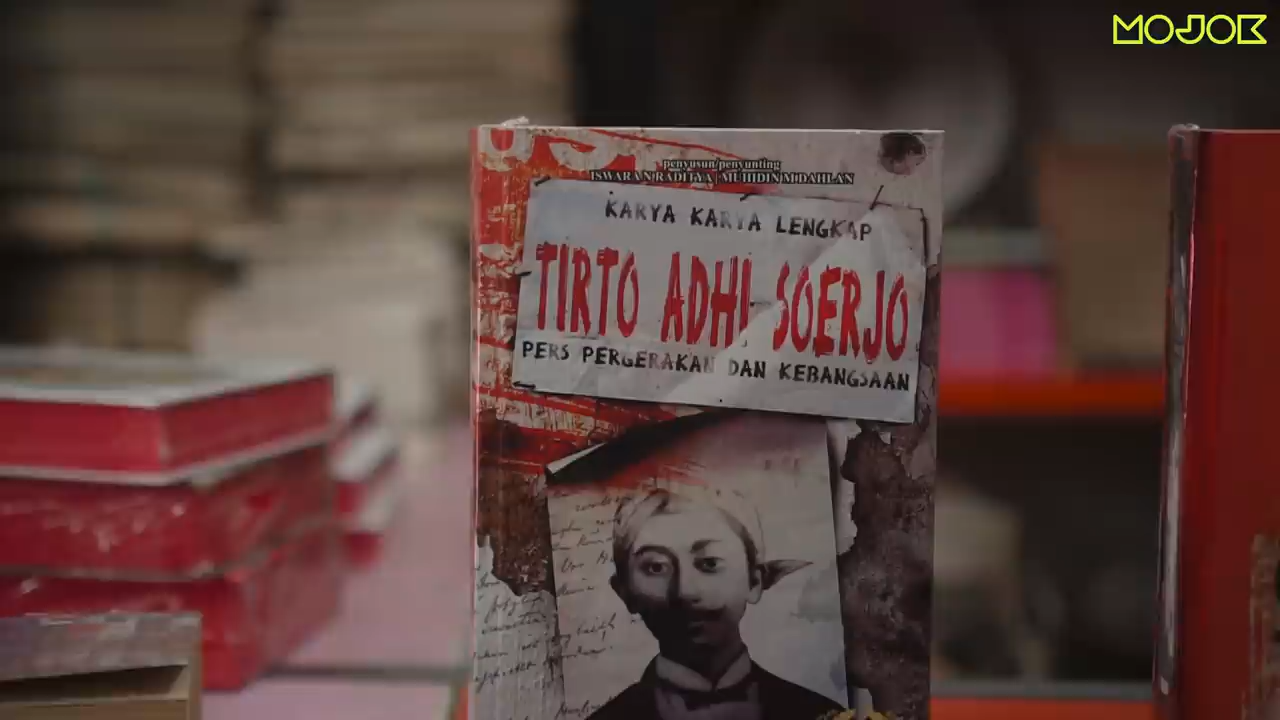 MOJOK
penyusun/penyunting
ISWARA N RADITYA | MUHIDIN M DAHLAN
KARYA KARYA LENGKAP
TIRTO ADHI SOERJO
PERS PERGERAKAN DAN KEBANGSAAN